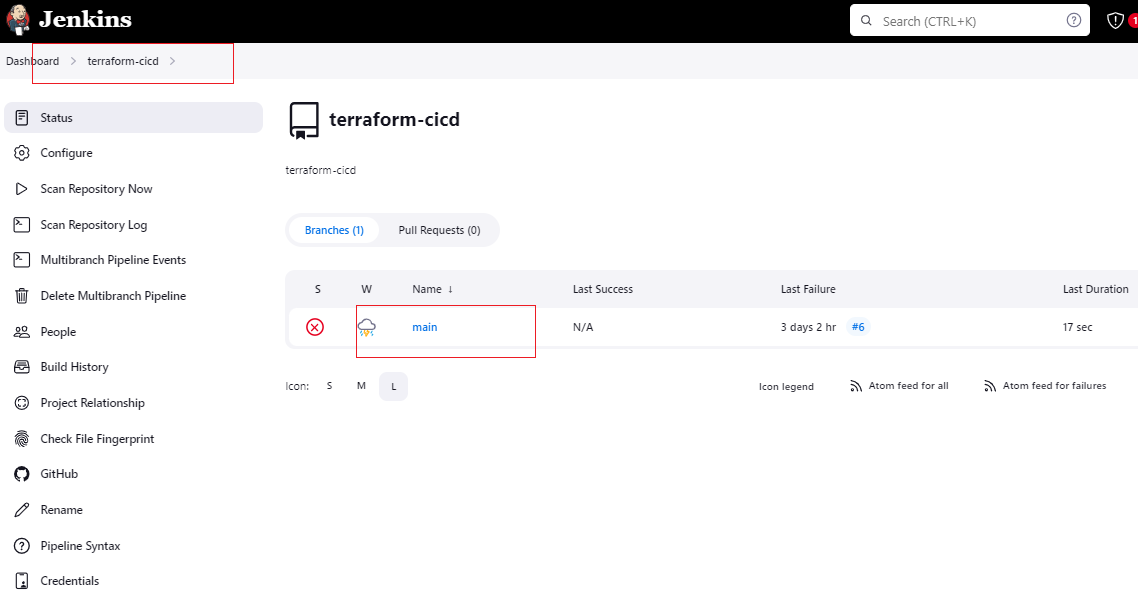 Jenkins
Search (CTRL+K)
Dashboard > terraform-cicd >
Status
Configure
Scan Repository Now
Scan Repository Log
Multibranch Pipeline Events
Delete Multibranch Pipeline
People
Build History
Project Relationship
Check File Fingerprint
GitHub
Rename
Pipeline Syntax
Credentials
terraform-cicd
terraform-cicd
Branches (1) Pull Requests (0)
S W Name ↓ Last Success Last Failure Last Duration
main N/A 3 days 2 hr #6 17 sec
Icon: S M L
Icon legend Atom feed for all Atom feed for failures